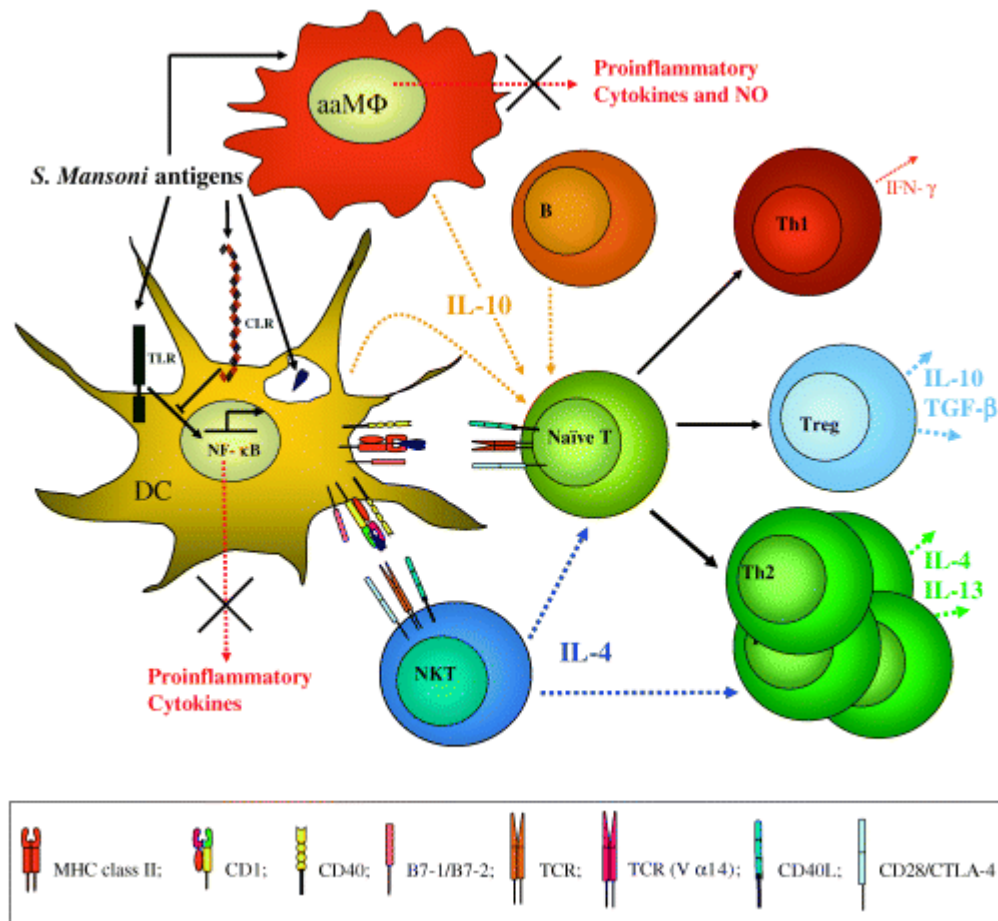 aaMΦ
Proinflammatory
Cytokines and NO
S. Mansoni antigens
B
Th1
IFN- γ
IL-10
CLR
TLR
IL-10
TGF-β
Treg
Naïve T
NF- κB
DC
Th2
IL-4
IL-13
IL-4
NKT
Proinflammatory
Cytokines
MHC class II; CD1; CD40; B7-1/B7-2; TCR; TCR (V α14); CD40L; CD28/CTLA-4